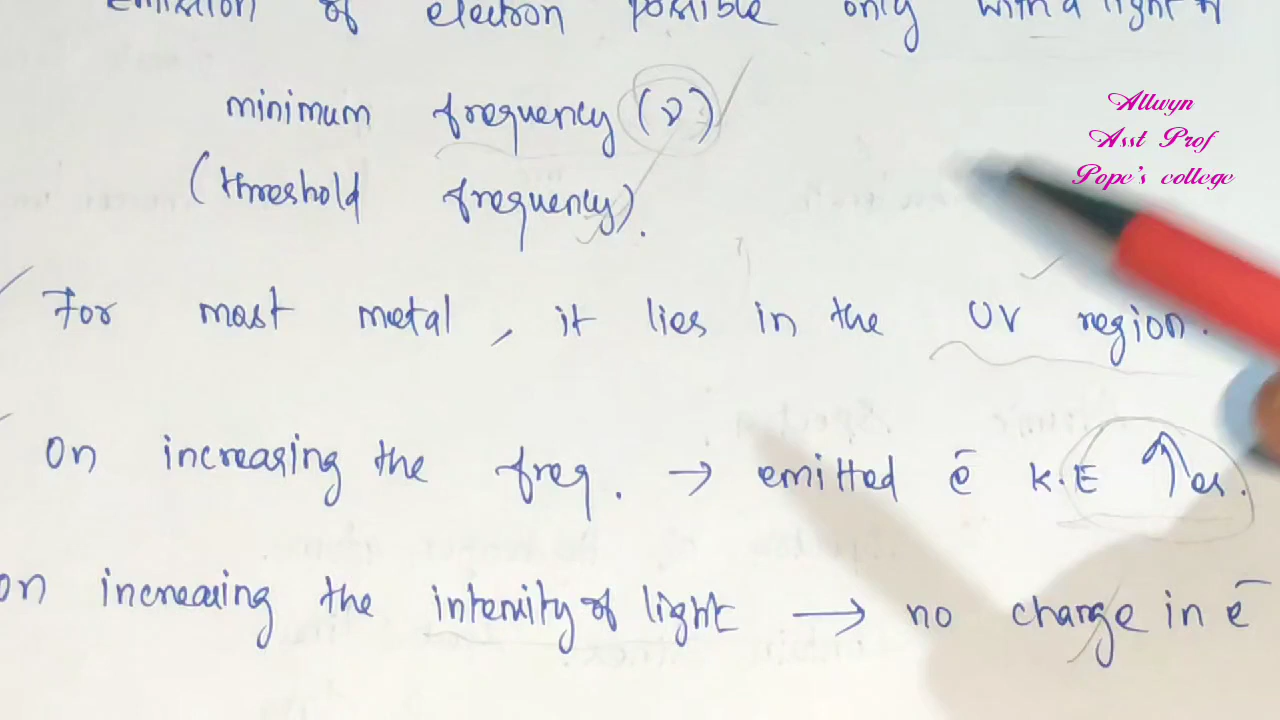 Emission of electron possible only with a light of
minimum frequency (ν)
(threshold frequency).
Allwyn
Asst Prof
Pope's college
For most metal, it lies in the UV region.
On increasing the freq. → emitted e⁻ K.E ↑es.
on increasing the intensity of light → no change in e⁻